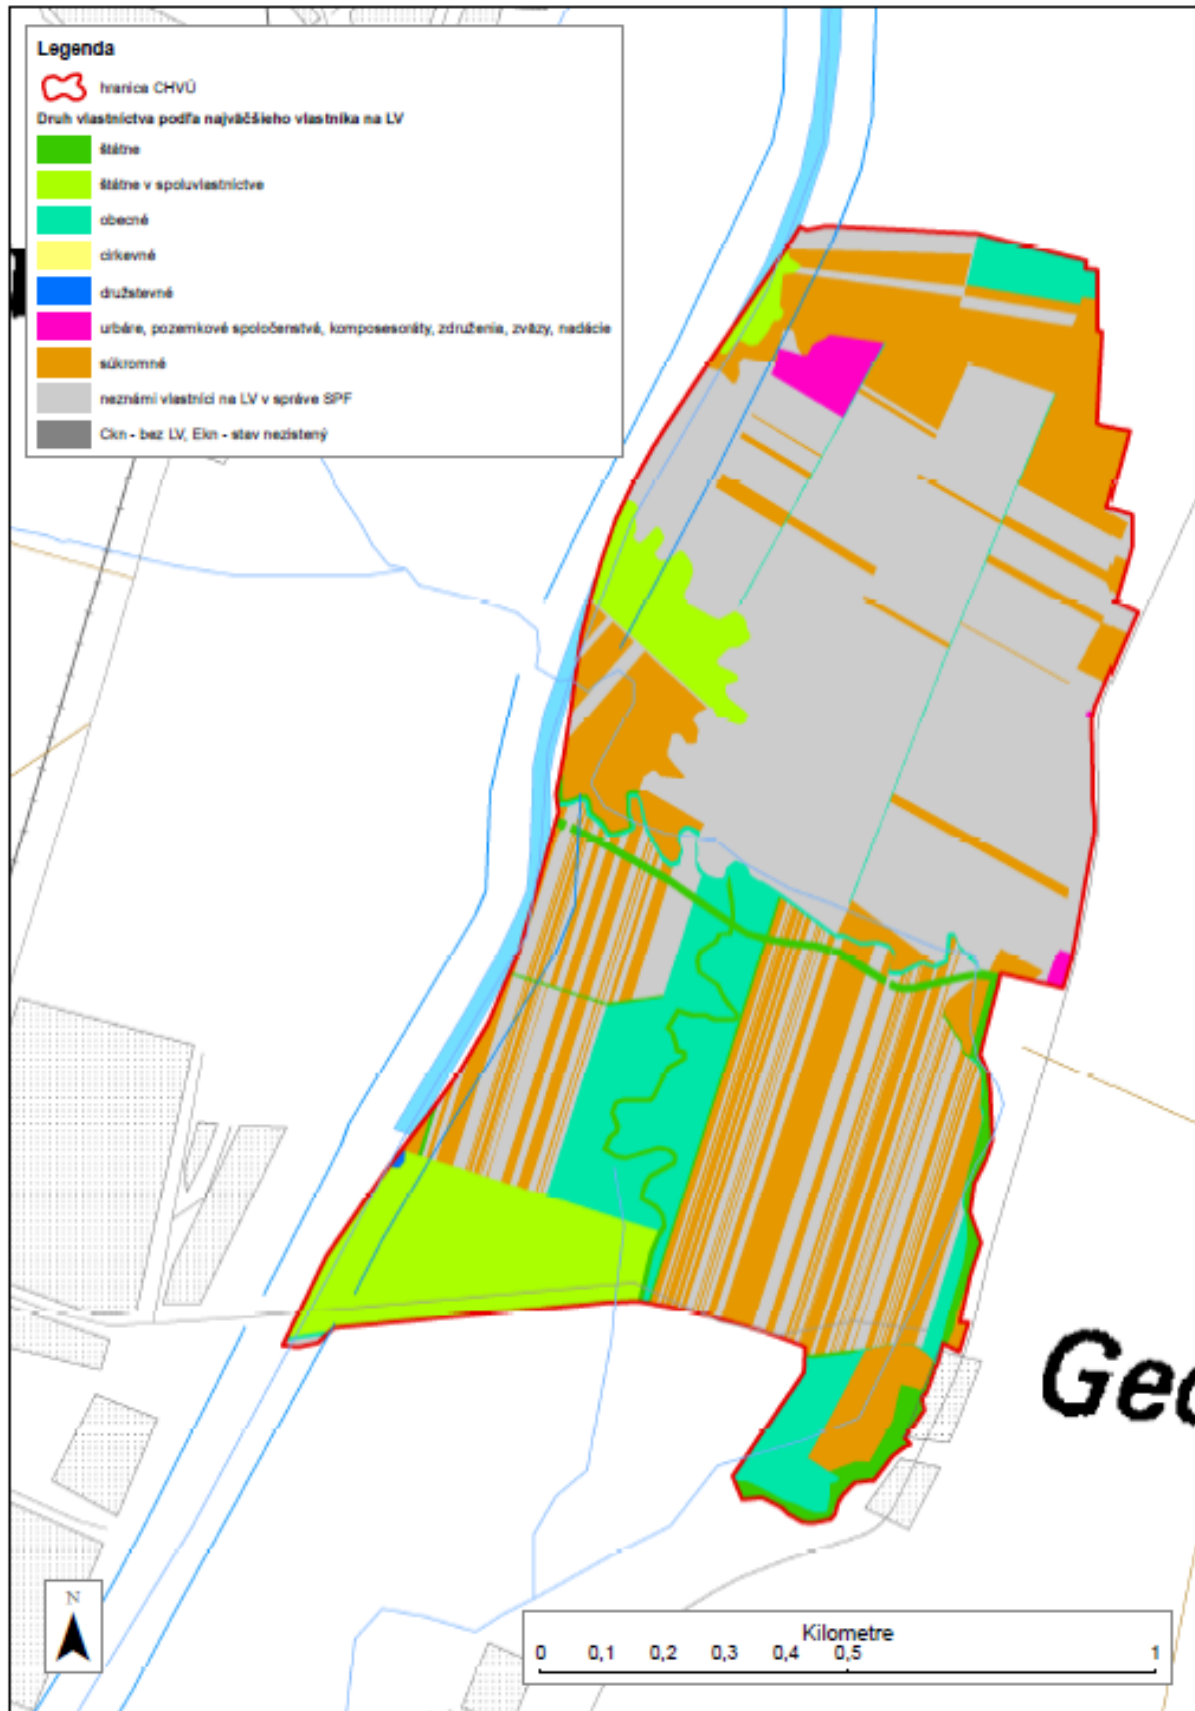 Legenda
hranica CHVÚ
Druh vlastníctva podľa najväčšieho vlastníka na LV
štátne
štátne v spoluvlastníctve
obecné
cirkevné
družstevné
urbáre, pozemkové spoločenstvá, komposesoráty, združenia, zväzy, nadácie
súkromné
neznámi vlastníci na LV v správe SPF
Ckn - bez LV, Ekn - stav nezistený
Geč
N
Kilometre
0 0,1 0,2 0,3 0,4 0,5 1